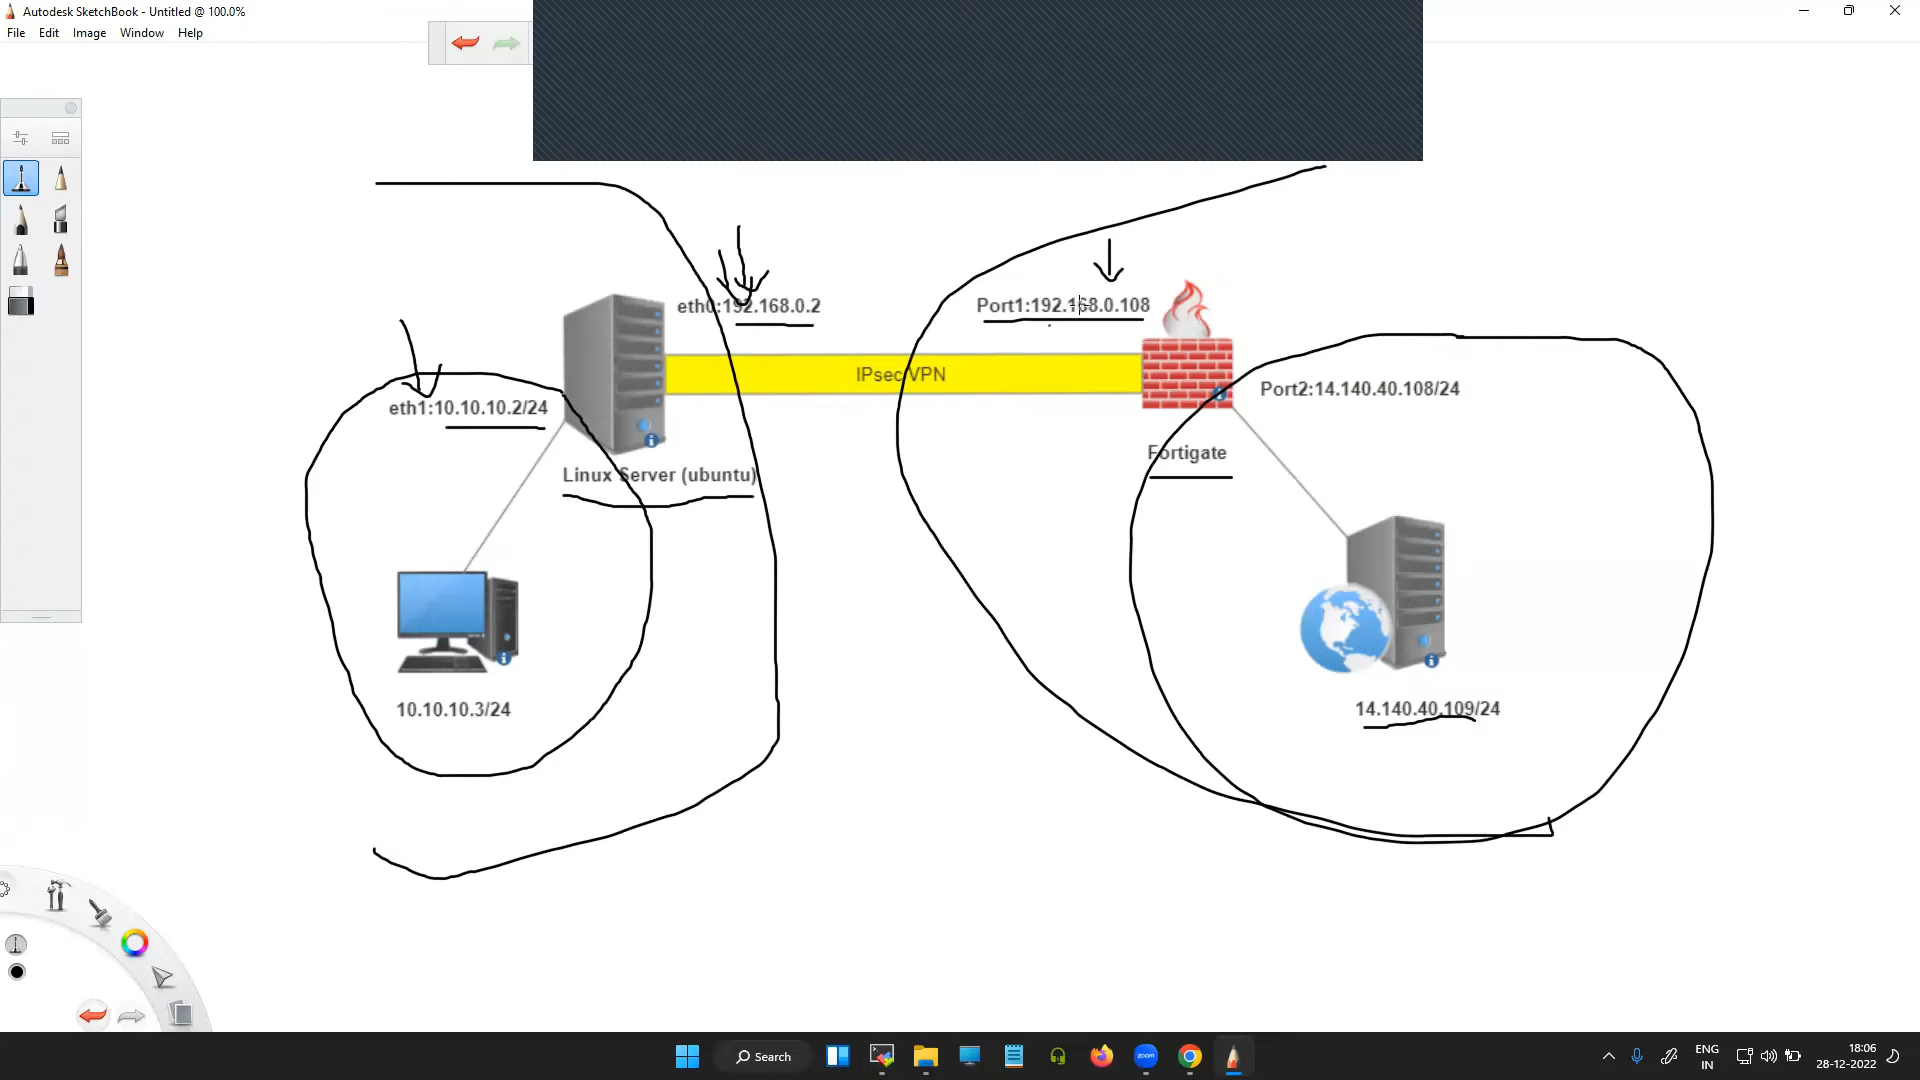 Autodesk SketchBook - Untitled @ 100.0%
File Edit Image Window Help
eth0:192.168.0.2
Port1:192.168.0.108
IPsec VPN
Port2:14.140.40.108/24
eth1:10.10.10.2/24
Fortigate
Linux Server (ubuntu)
10.10.10.3/24
14.140.40.109/24
Search
zoom
ENG
IN
18:06
28-12-2022